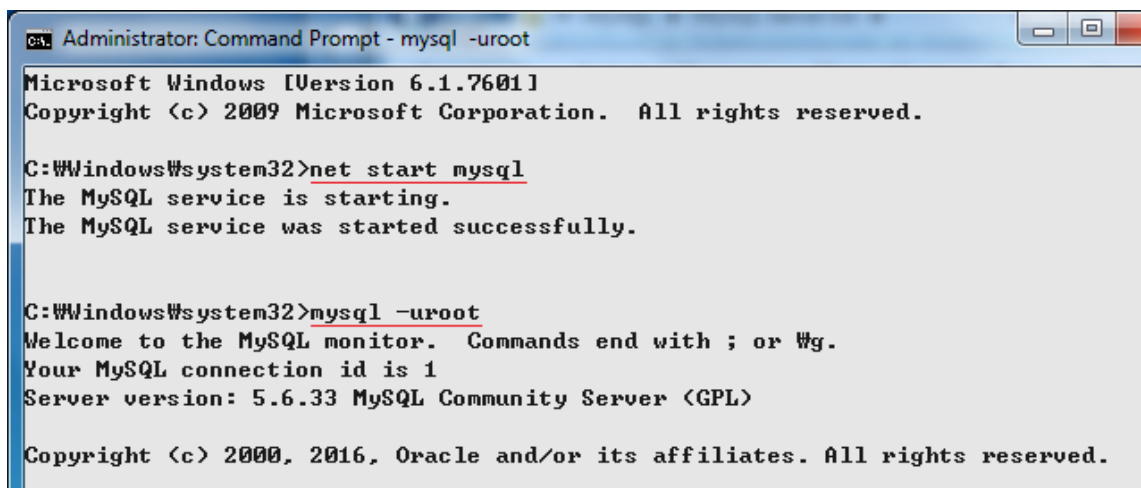 Administrator: Command Prompt - mysql -uroot
Microsoft Windows [Version 6.1.7601]
Copyright (c) 2009 Microsoft Corporation.  All rights reserved.
C:₩Windows₩system32>net start mysql
The MySQL service is starting.
The MySQL service was started successfully.
C:₩Windows₩system32>mysql -uroot
Welcome to the MySQL monitor.  Commands end with ; or ₩g.
Your MySQL connection id is 1
Server version: 5.6.33 MySQL Community Server (GPL)
Copyright (c) 2000, 2016, Oracle and/or its affiliates. All rights reserved.